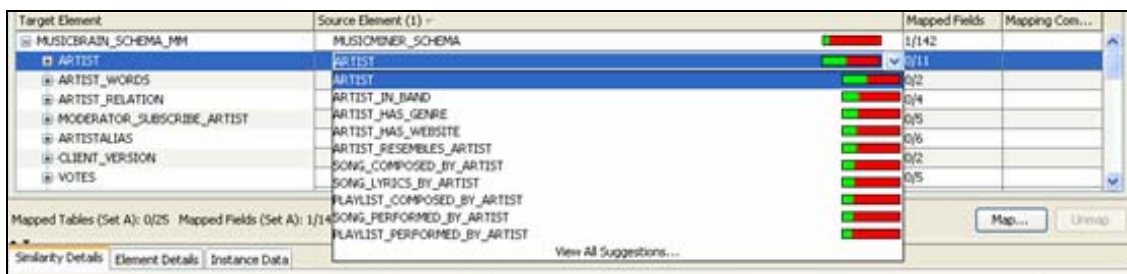 Target Element Source Element (1) Mapped Fields Mapping Com...
MUSICBRAIN_SCHEMA_MM MUSICMINER_SCHEMA 1/142
ARTIST ARTIST 0/11
ARTIST_WORDS ARTIST 0/2
ARTIST_RELATION ARTIST_IN_BAND 0/4
MODERATOR_SUBSCRIBE_ARTIST ARTIST_HAS_GENRE 0/5
ARTISTALIAS ARTIST_HAS_WEBSITE 0/6
CLIENT_VERSION ARTIST_RESEMBLES_ARTIST 0/2
VOTES SONG_COMPOSED_BY_ARTIST 0/5
SONG_LYRICS_BY_ARTIST
PLAYLIST_COMPOSED_BY_ARTIST
Mapped Tables (Set A): 0/25 Mapped Fields (Set A): 1/14 SONG_PERFORMED_BY_ARTIST Map... Unmap
PLAYLIST_PERFORMED_BY_ARTIST
View All Suggestions...
Similarity Details Element Details Instance Data